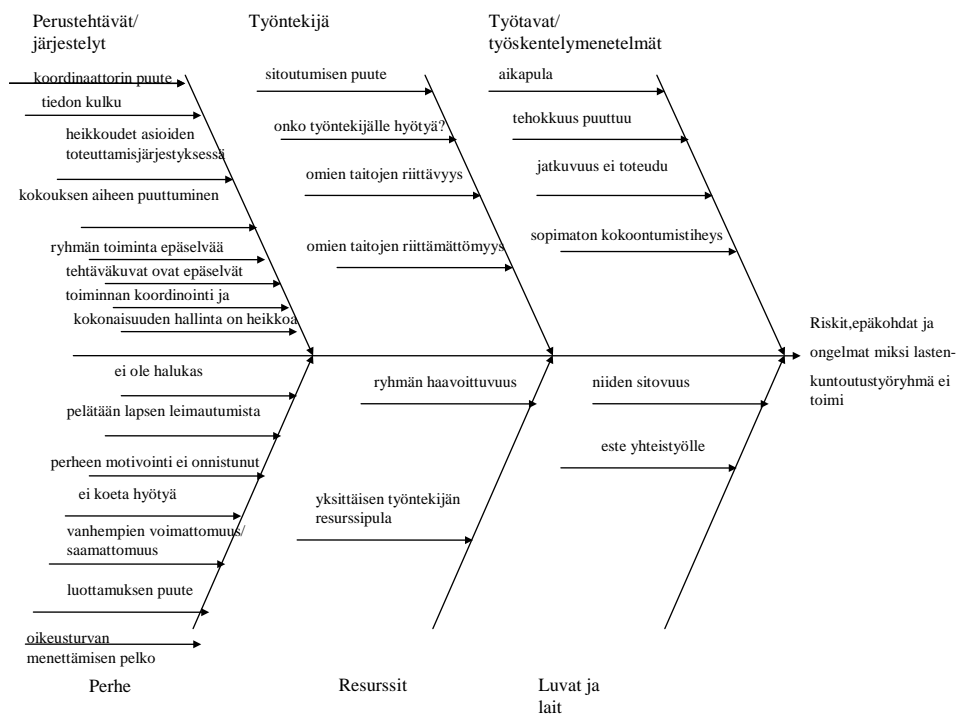 Perustehtävät/
järjestelyt
koordinaattorin puute
tiedon kulku
heikkoudet asioiden
toteuttamisjärjestyksessä
kokouksen aiheen puuttuminen
ryhmän toiminta epäselvää
tehtäväkuvat ovat epäselvät
toiminnan koordinointi ja
kokonaisuuden hallinta on heikkoa
Työntekijä
sitoutumisen puute
onko työntekijälle hyötyä?
omien taitojen riittävyys
omien taitojen riittämättömyys
Työtavat/
työskentelymenetelmät
aikapula
tehokkuus puuttuu
jatkuvuus ei toteudu
sopimaton kokoontumistiheys
Riskit,epäkohdat ja
ongelmat miksi lasten-
kuntoutustyöryhmä ei
toimi
ei ole halukas
pelätään lapsen leimautumista
perheen motivointi ei onnistunut
ei koeta hyötyä
vanhempien voimattomuus/
saamattomuus
luottamuksen puute
oikeusturvan
menettämisen pelko
Perhe
ryhmän haavoittuvuus
yksittäisen työntekijän
resurssipula
Resurssit
niiden sitovuus
este yhteistyölle
Luvat ja
lait